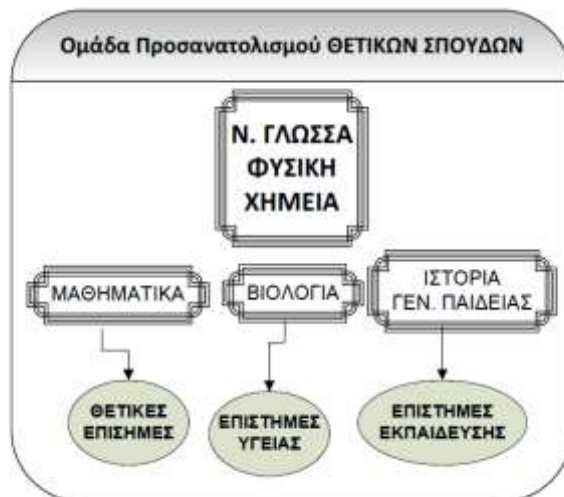 Ομάδα Προσανατολισμού ΘΕΤΙΚΩΝ ΣΠΟΥΔΩΝ
Ν. ΓΛΩΣΣΑ
ΦΥΣΙΚΗ
ΧΗΜΕΙΑ
ΜΑΘΗΜΑΤΙΚΑ
ΒΙΟΛΟΓΙΑ
ΙΣΤΟΡΙΑ
ΓΕΝ. ΠΑΙΔΕΙΑΣ
ΘΕΤΙΚΕΣ
ΕΠΙΣΗΜΕΣ
ΕΠΙΣΤΗΜΕΣ
ΥΓΕΙΑΣ
ΕΠΙΣΤΗΜΕΣ
ΕΚΠΑΙΔΕΥΣΗΣ